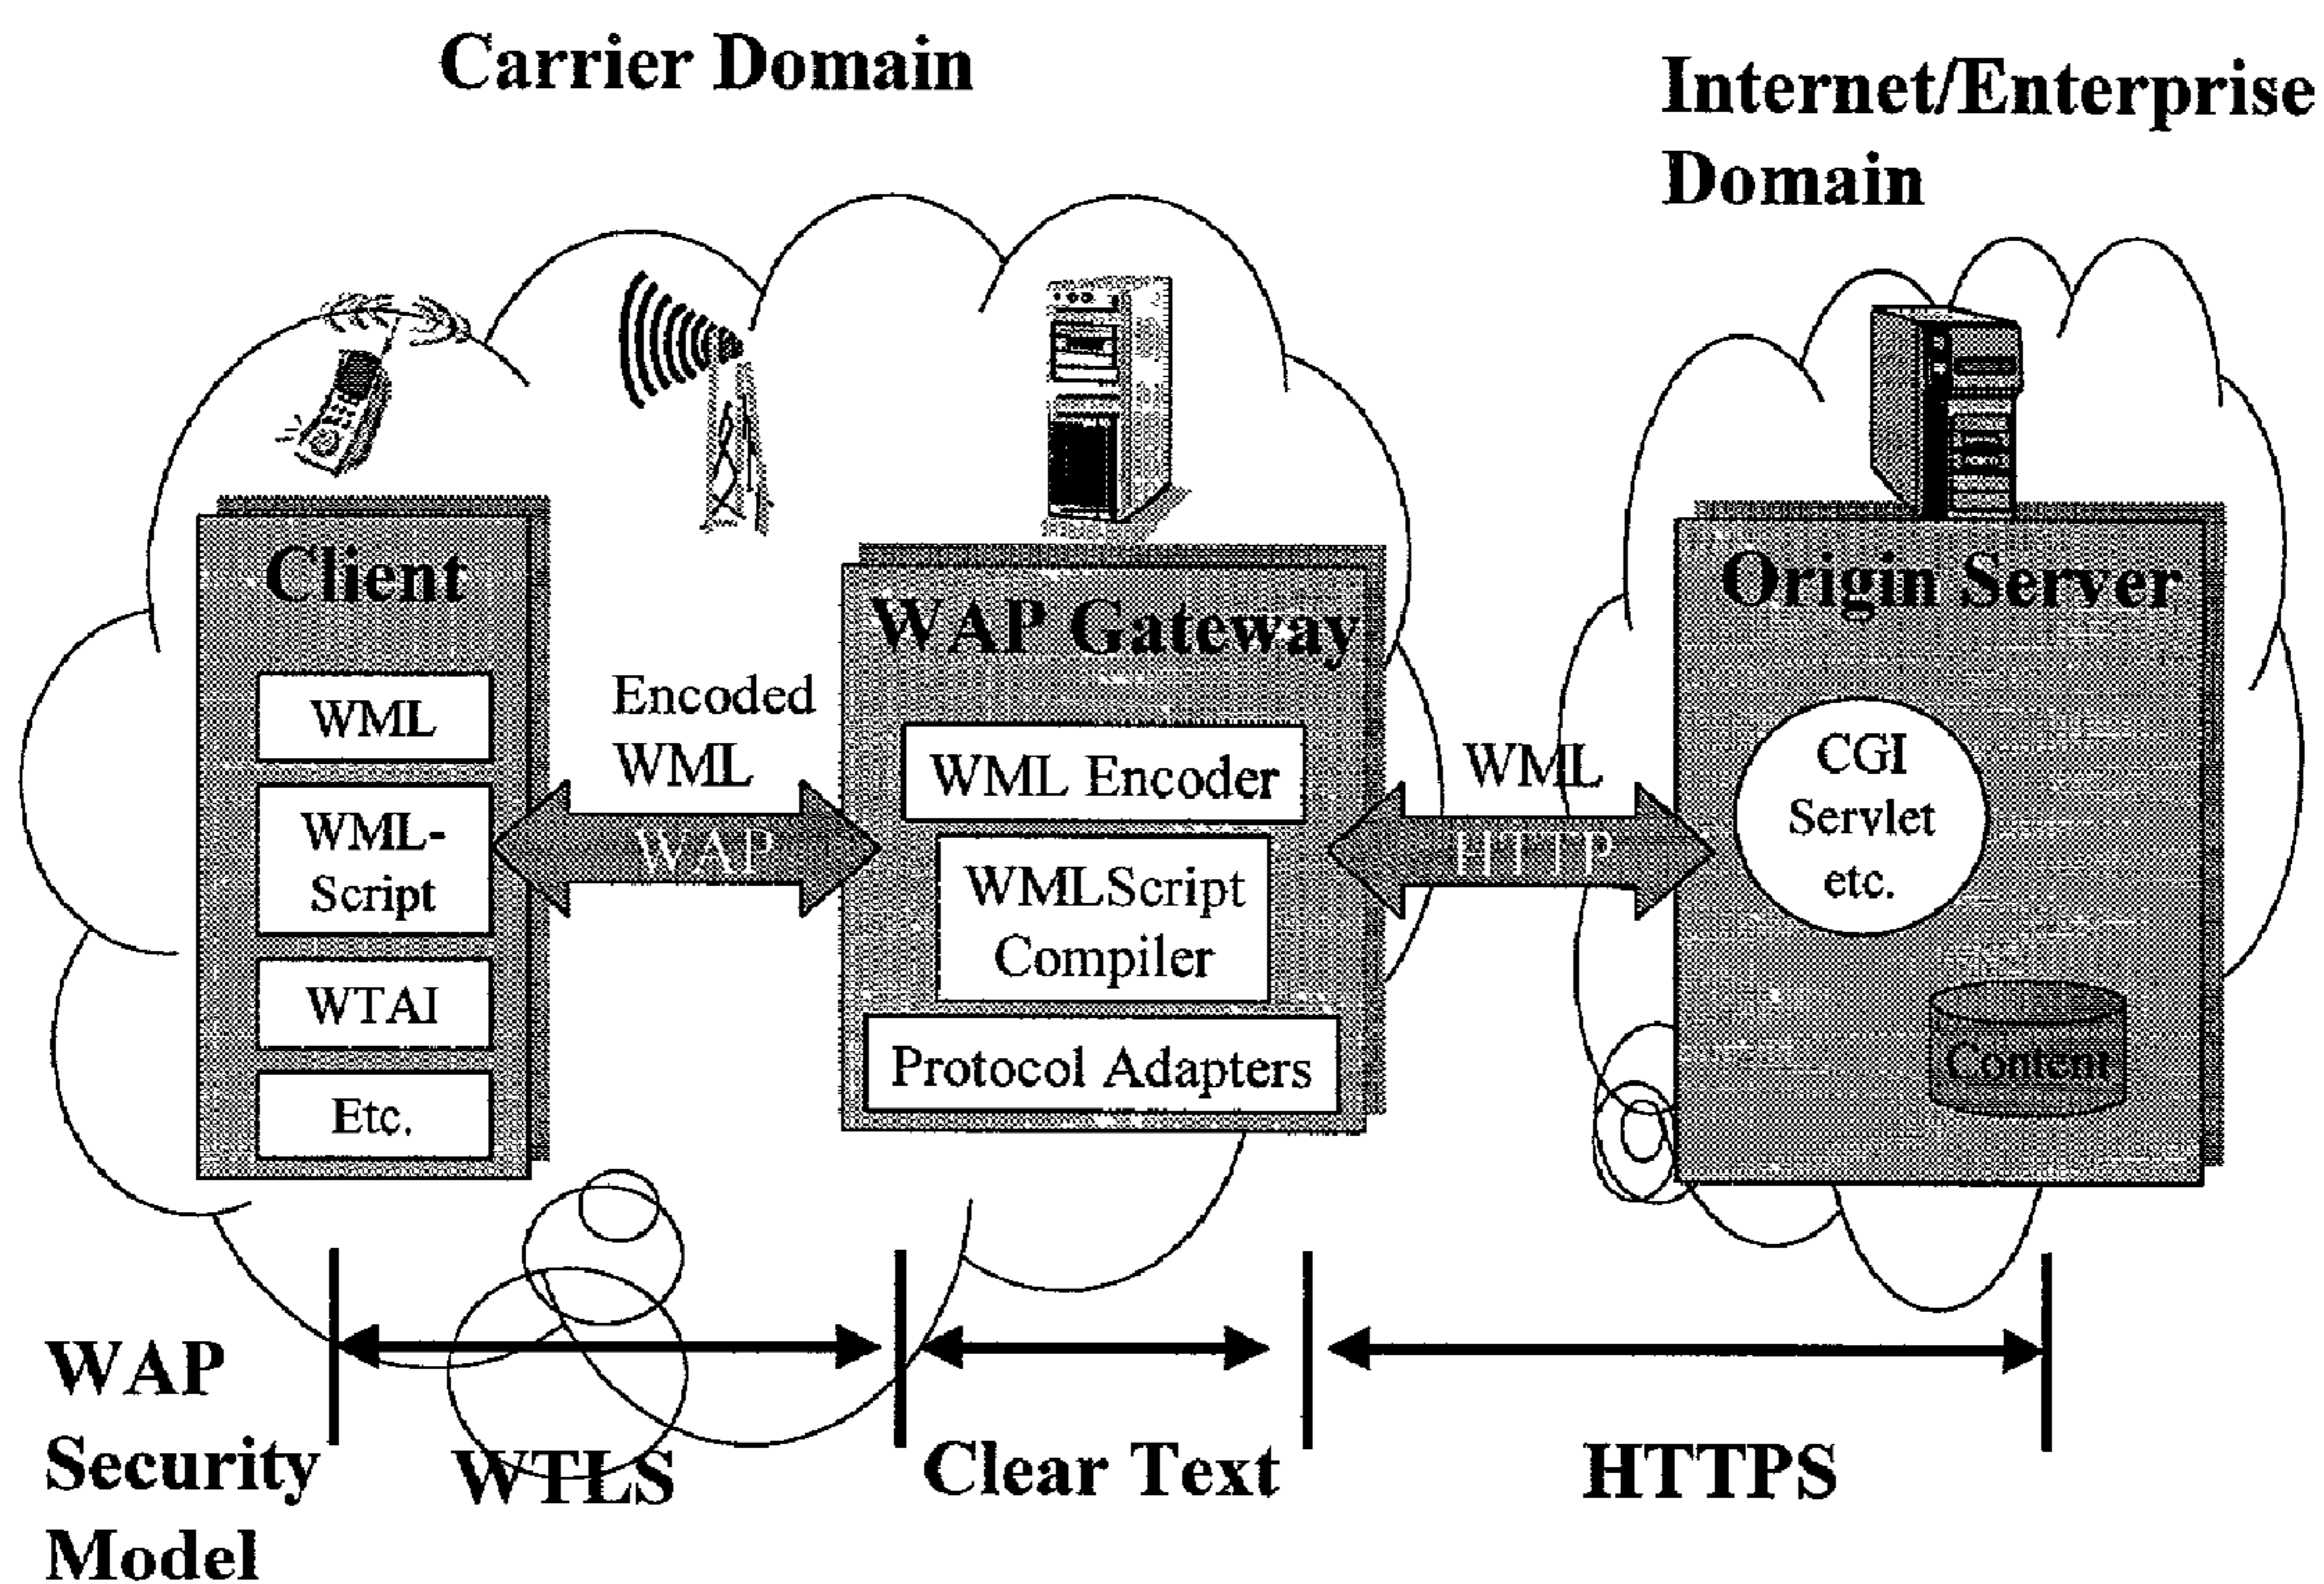 Carrier Domain
Internet/Enterprise
Domain
Client
WML
WML-
Script
WTAI
Etc.
Encoded
WML
WAP
WAP Gateway
WML Encoder
WMLScript
Compiler
Protocol Adapters
WML
HTTP
Origin Server
CGI
Servlet
etc.
Content
WAP
Security
Model
WTLS
Clear Text
HTTPS